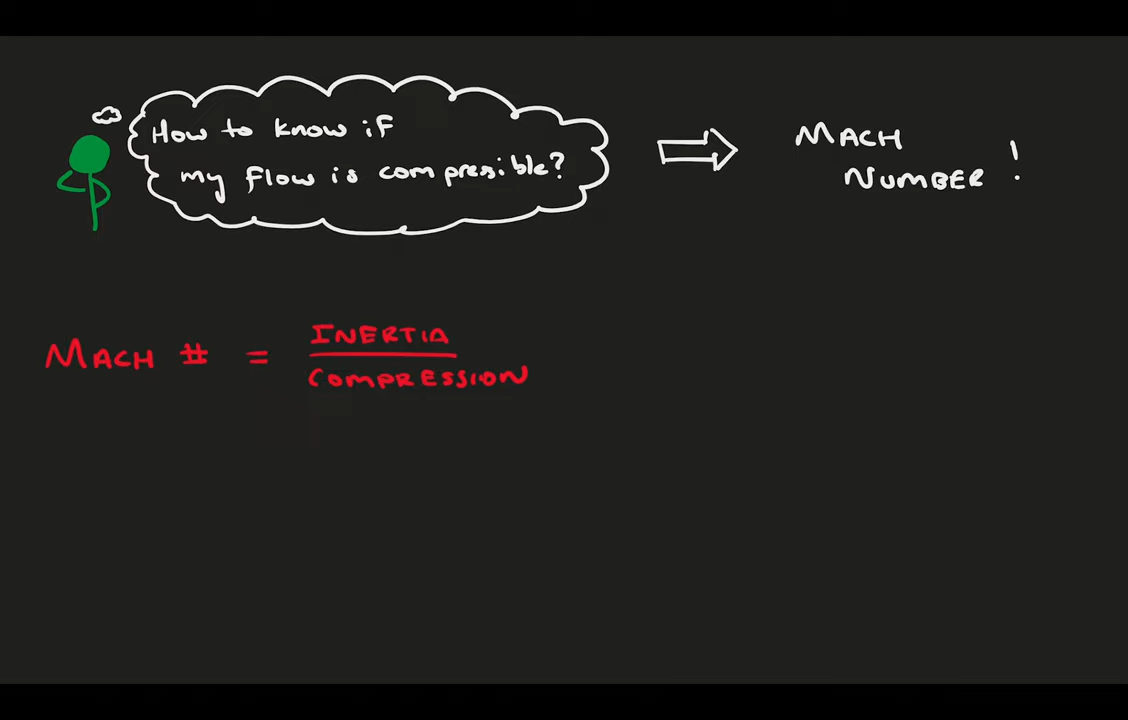 How to know if
my flow is compresible?
MACH
NUMBER !
MACH # = INERTIA
COMPRESSION